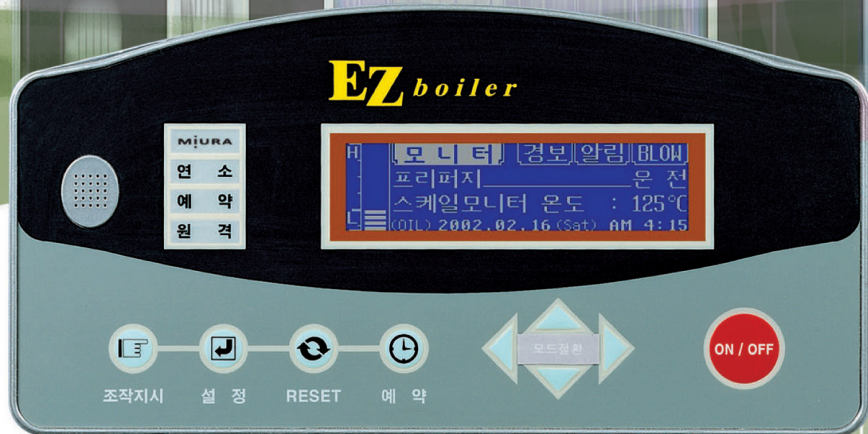 EZ boiler
MIURA
연 소
예 약
원 격
H [모 니 터] [경보][알림][BLOW]
프리퍼지 운 전
스케일모니터 온도 : 125℃
L (OIL) 2002.02.16 (Sat) AM 4:15
모드절환
ON / OFF
조작지시 설 정 RESET 예 약